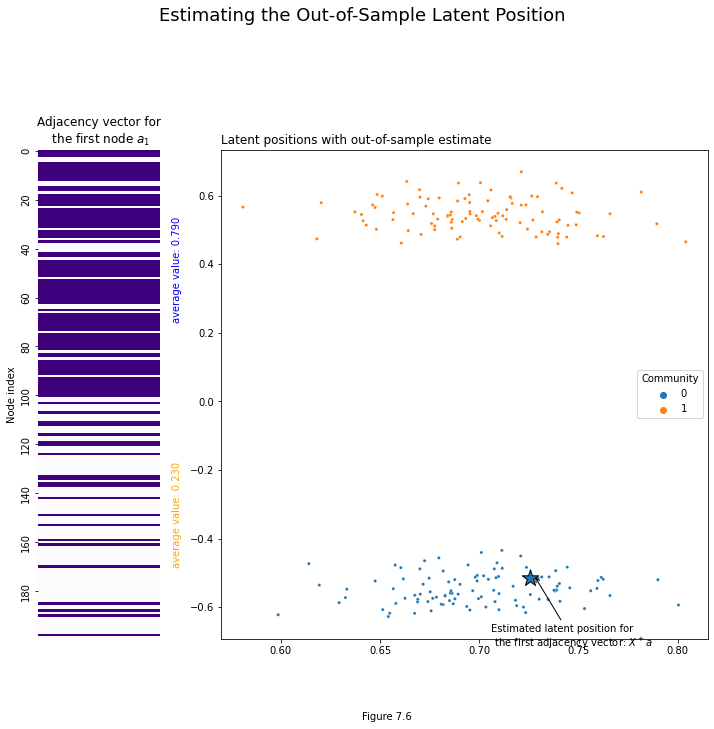 Estimating the Out-of-Sample Latent Position
Adjacency vector for
the first node a₁
Node index
0
20
40
60
80
100
120
140
160
180
average value: 0.790
average value: 0.230
Latent positions with out-of-sample estimate
0.6
0.4
0.2
0.0
−0.2
−0.4
−0.6
0.60
0.65
0.70
0.75
0.80
Community
0
1
Estimated latent position for
the first adjacency vector: X⁺a
Figure 7.6